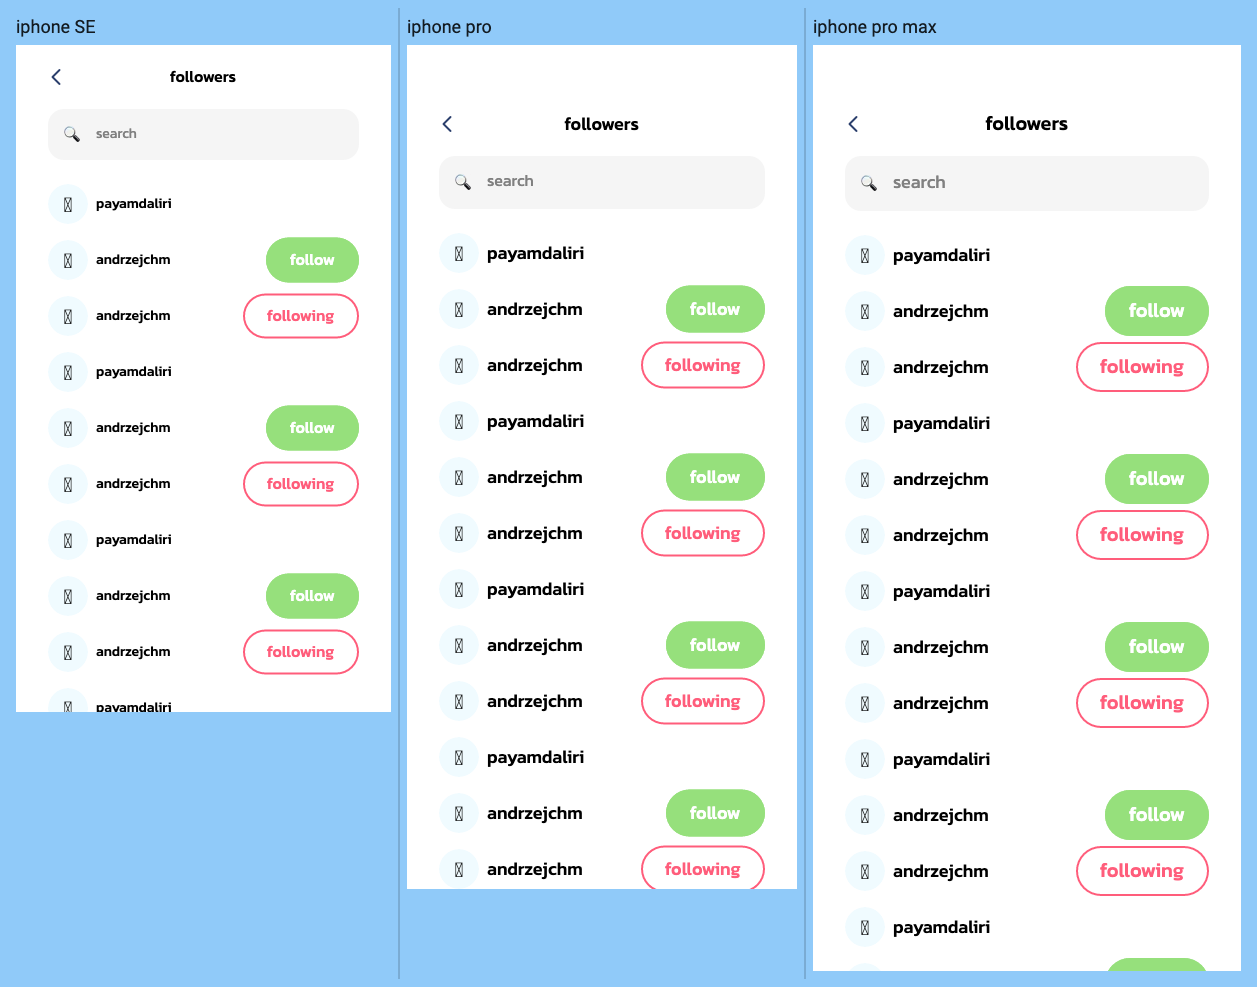 iphone SE
followers
search
payamdaliri
andrzejchm follow
andrzejchm following
payamdaliri
andrzejchm follow
andrzejchm following
payamdaliri
andrzejchm follow
andrzejchm following
payamdaliri
iphone pro
followers
search
payamdaliri
andrzejchm follow
andrzejchm following
payamdaliri
andrzejchm follow
andrzejchm following
payamdaliri
andrzejchm follow
andrzejchm following
payamdaliri
andrzejchm follow
andrzejchm following
iphone pro max
followers
search
payamdaliri
andrzejchm follow
andrzejchm following
payamdaliri
andrzejchm follow
andrzejchm following
payamdaliri
andrzejchm follow
andrzejchm following
payamdaliri
andrzejchm follow
andrzejchm following
payamdaliri